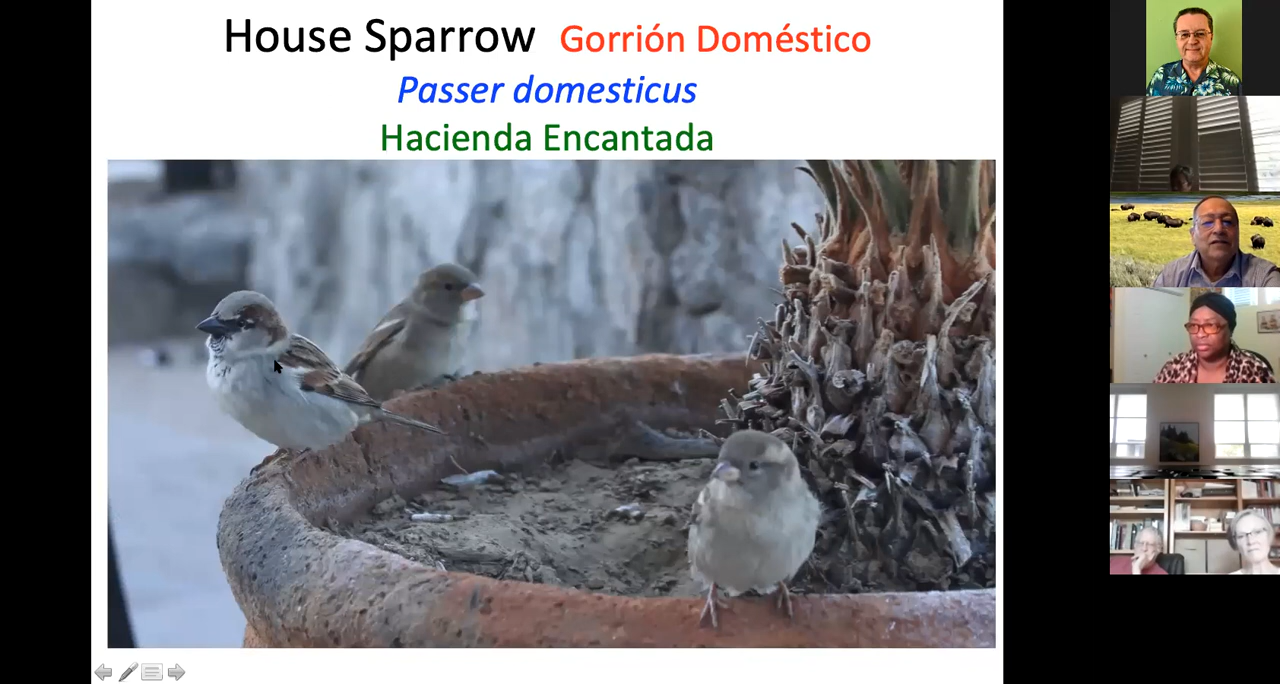 House Sparrow Gorrión Doméstico
Passer domesticus
Hacienda Encantada